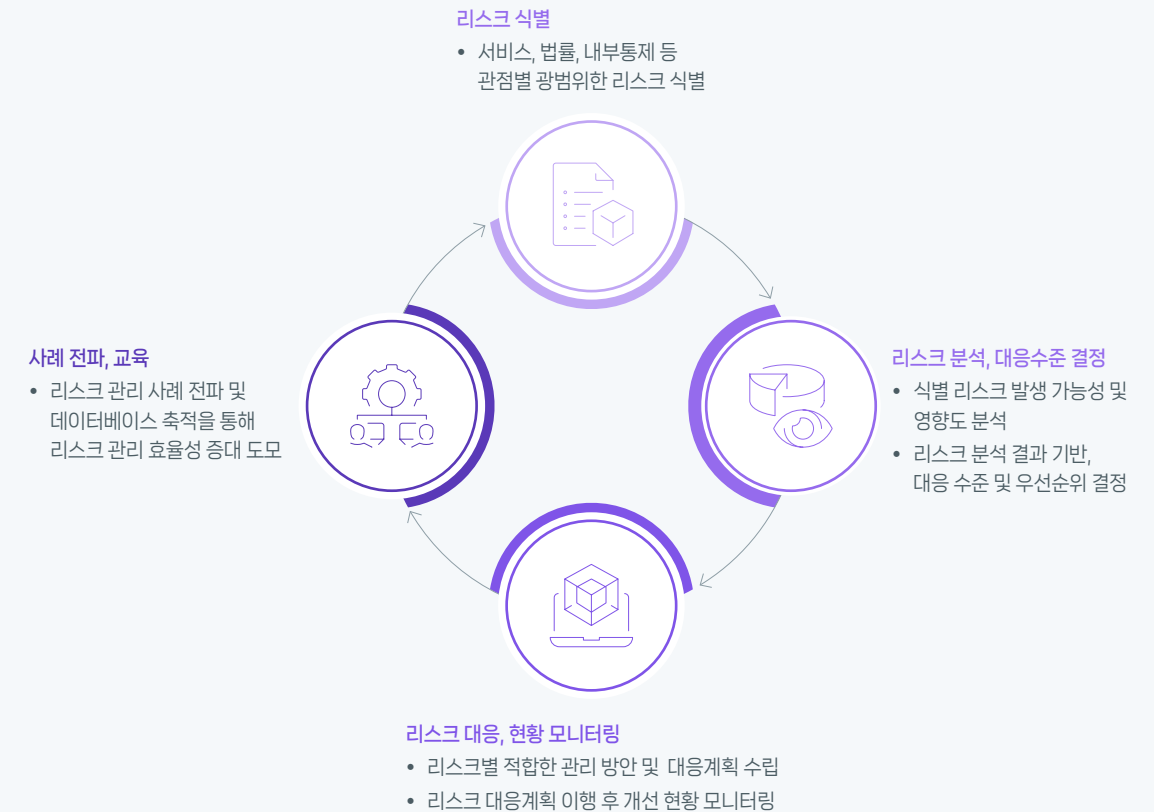 리스크 식별
• 서비스, 법률, 내부통제 등
관점별 광범위한 리스크 식별
리스크 분석, 대응수준 결정
• 식별 리스크 발생 가능성 및
영향도 분석
• 리스크 분석 결과 기반,
대응 수준 및 우선순위 결정
리스크 대응, 현황 모니터링
• 리스크별 적합한 관리 방안 및 대응계획 수립
• 리스크 대응계획 이행 후 개선 현황 모니터링
사례 전파, 교육
• 리스크 관리 사례 전파 및
데이터베이스 축적을 통해
리스크 관리 효율성 증대 도모